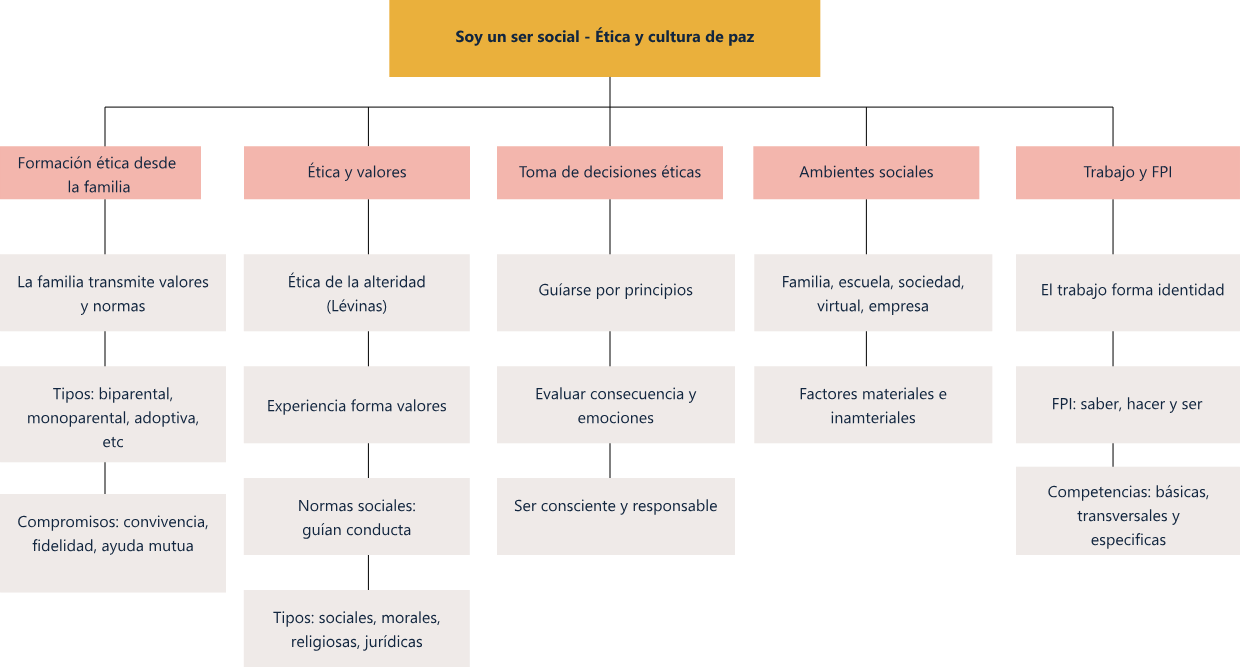 Soy un ser social - Ética y cultura de paz
Formación ética desde
la familia
Ética y valores
Toma de decisiones éticas
Ambientes sociales
Trabajo y FPI
La familia transmite valores
y normas
Ética de la alteridad
(Lévinas)
Guíarse por principios
Familia, escuela, sociedad,
virtual, empresa
El trabajo forma identidad
Tipos: biparental,
monoparental, adoptiva,
etc
Experiencia forma valores
Evaluar consecuencia y
emociones
Factores materiales e
inamteriales
FPI: saber, hacer y ser
Compromisos: convivencia,
fidelidad, ayuda mutua
Normas sociales:
guían conducta
Ser consciente y responsable
Competencias: básicas,
transversales y
especificas
Tipos: sociales, morales,
religiosas, jurídicas